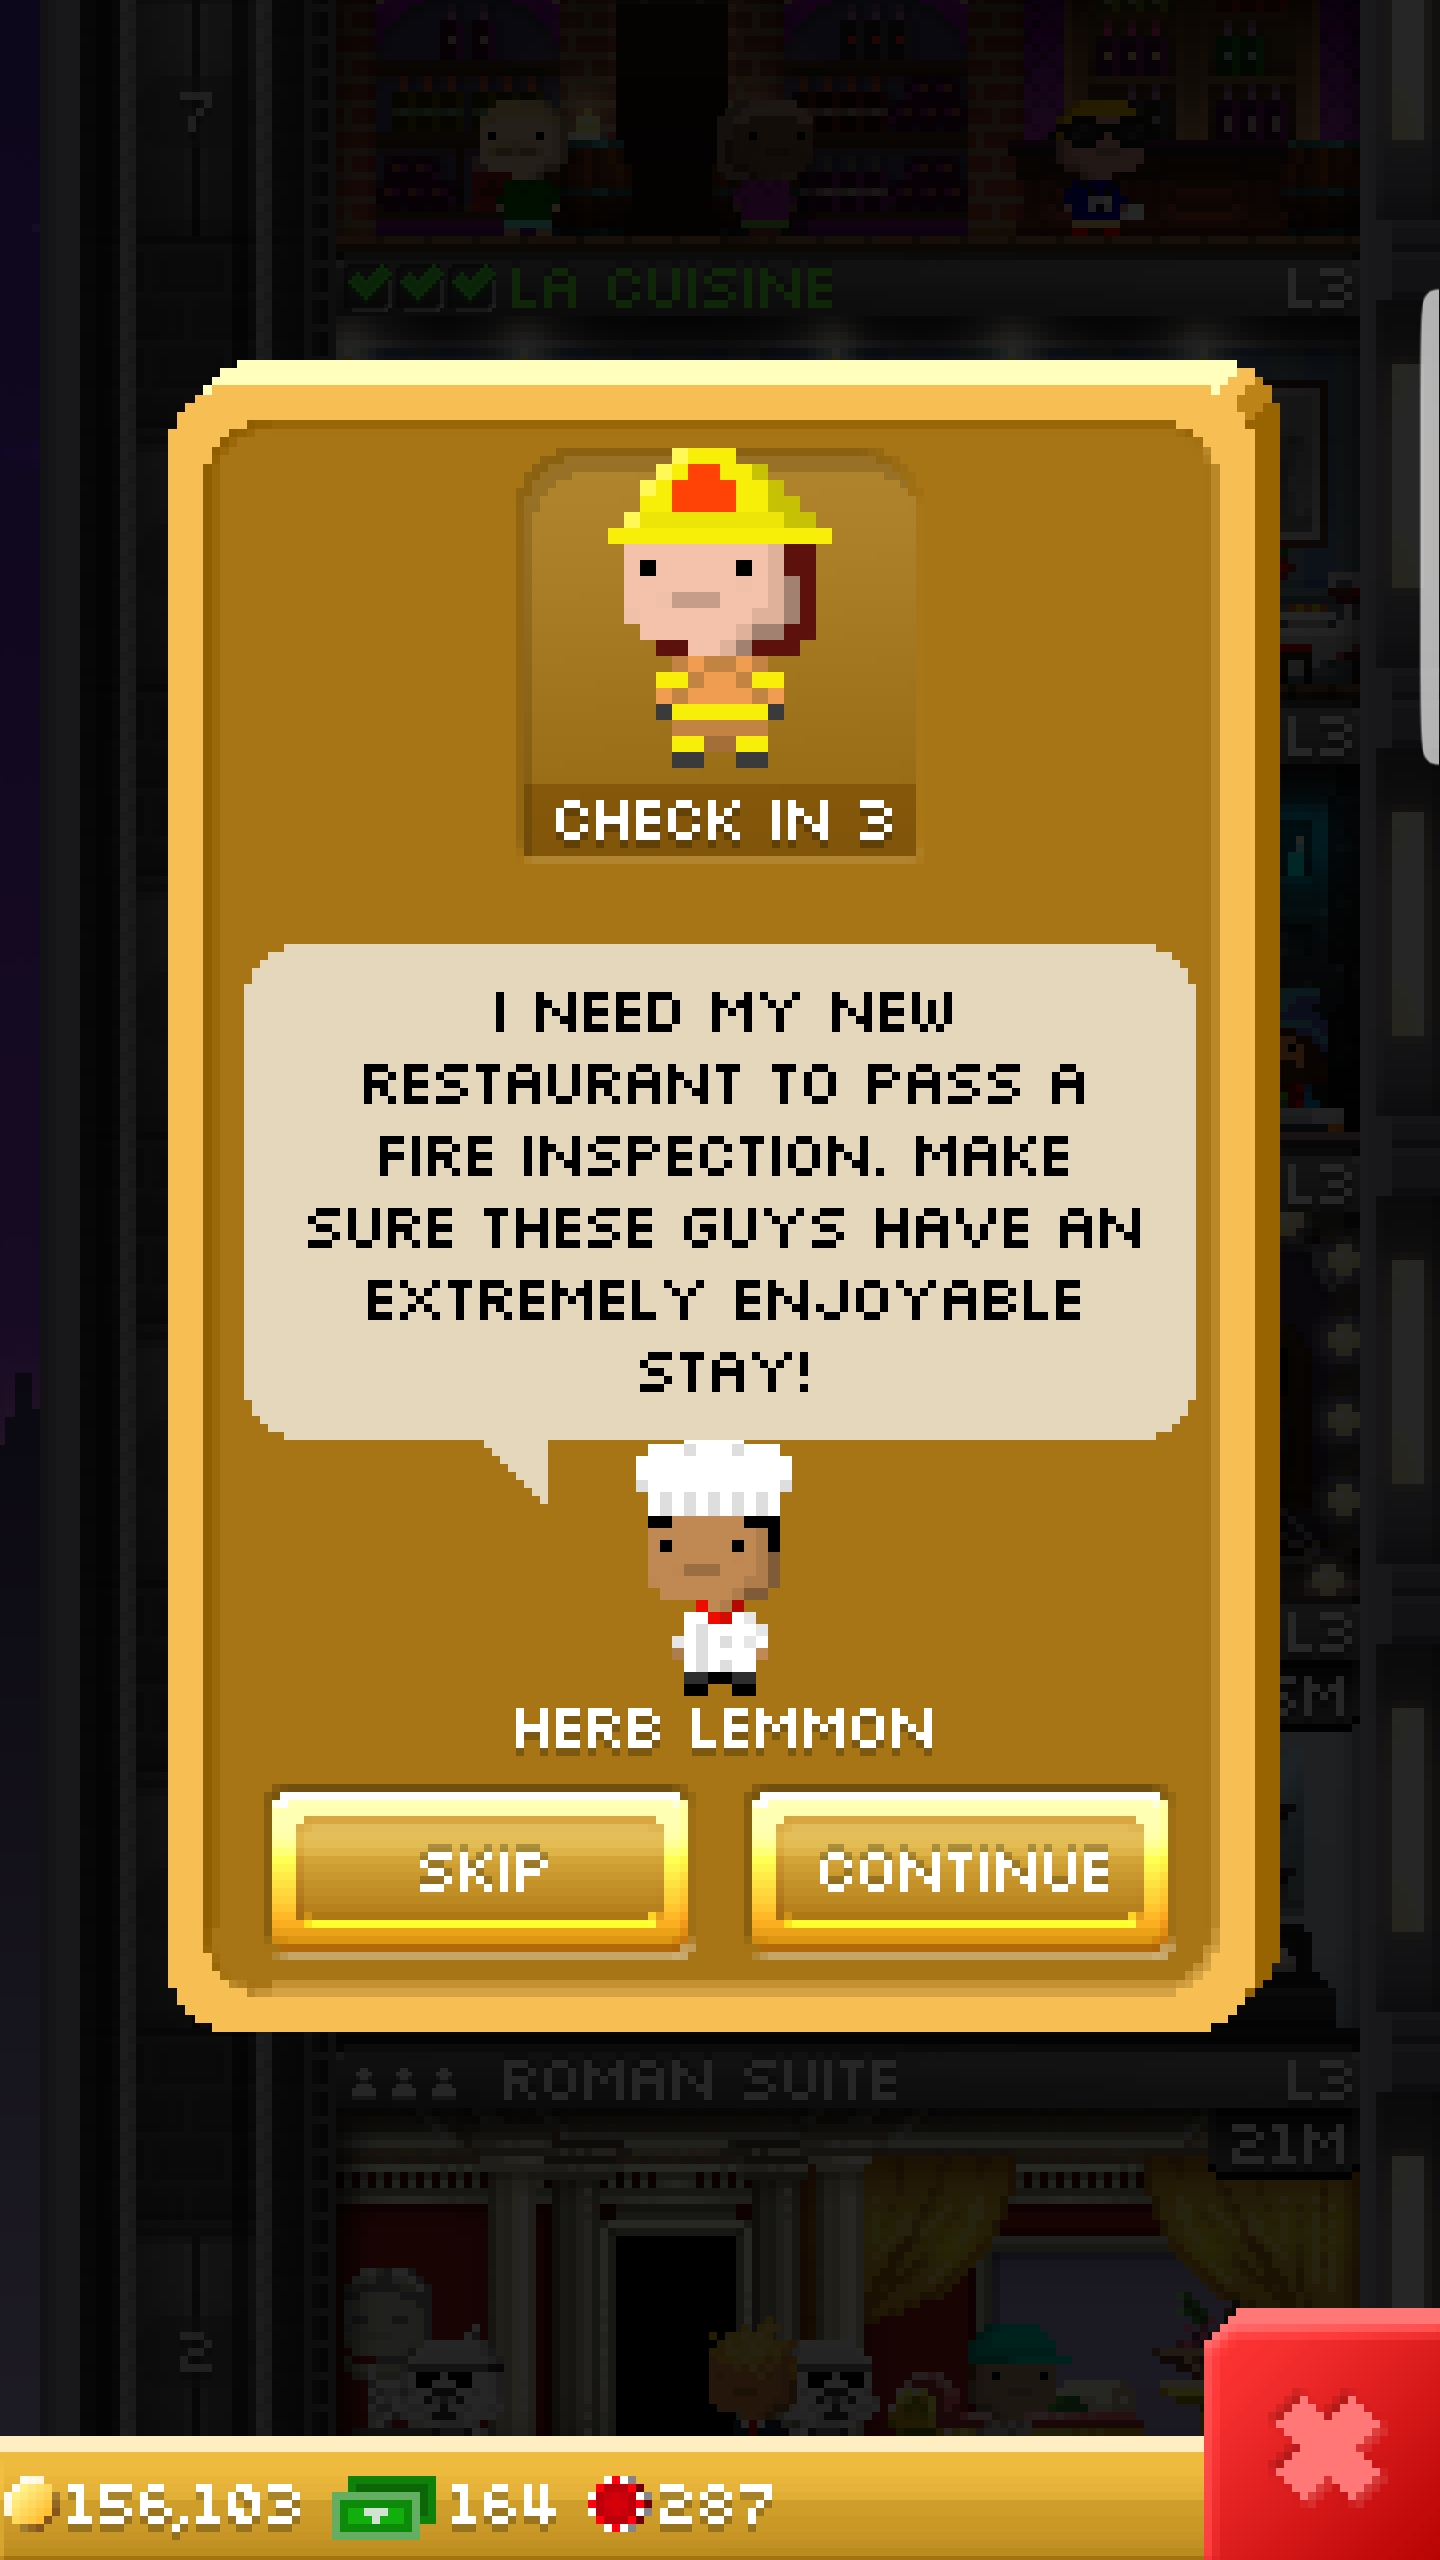 7
LA CUISINE L3
CHECK IN 3
L3
I NEED MY NEW
RESTAURANT TO PASS A
FIRE INSPECTION. MAKE
SURE THESE GUYS HAVE AN
EXTREMELY ENJOYABLE
STAY!
L3
L3
HERB LEMMON
SKIP CONTINUE
ROMAN SUITE L3
21M
2
156,103 164 287